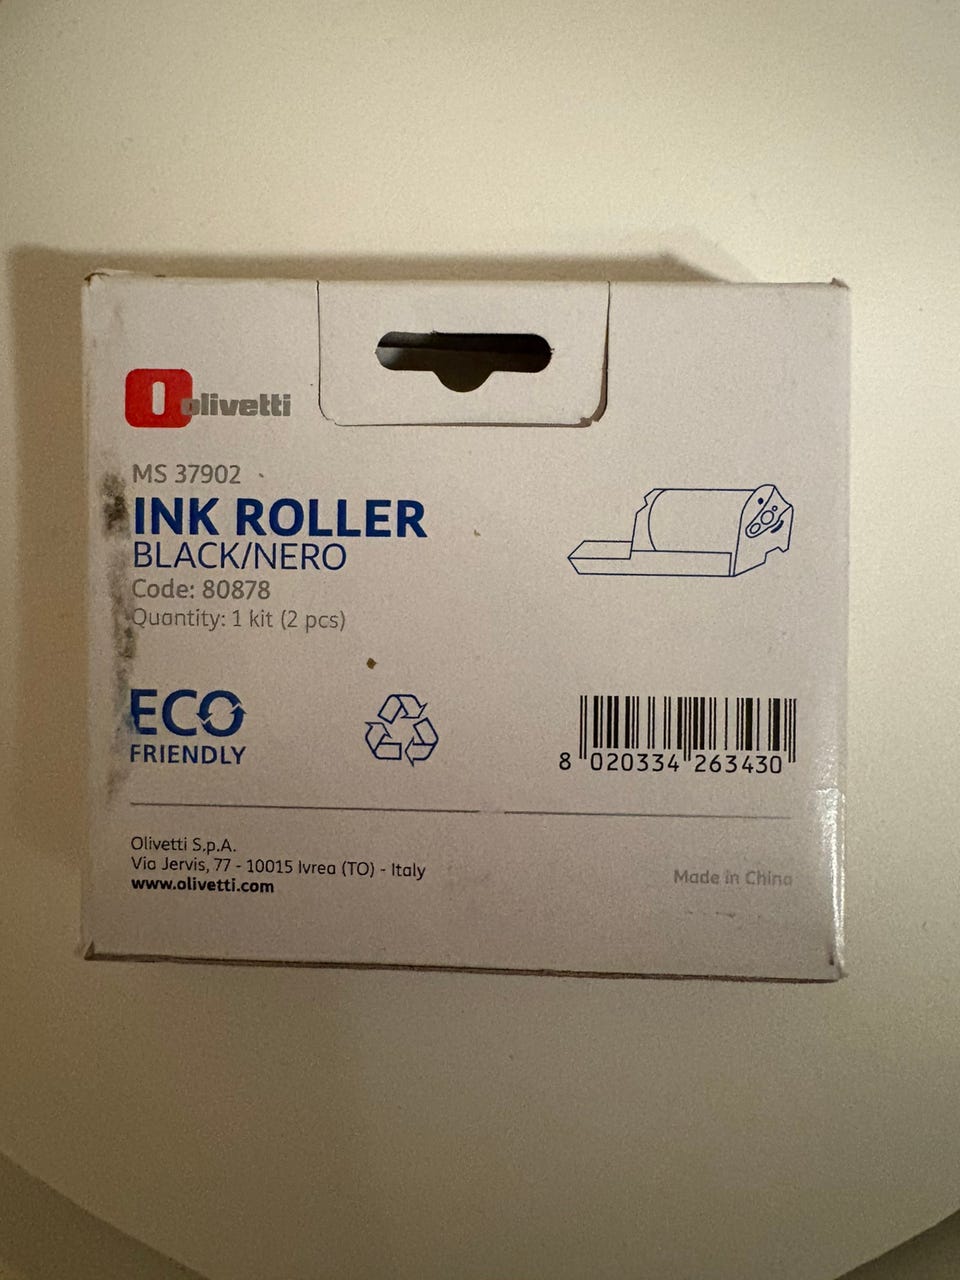 olivetti
MS 37902
INK ROLLER
BLACK/NERO
Code: 80878
Quantity: 1 kit (2 pcs)
ECO
FRIENDLY
8 020334 263430
Olivetti S.p.A.
Via Jervis, 77 - 10015 Ivrea (TO) - Italy
www.olivetti.com
Made in China